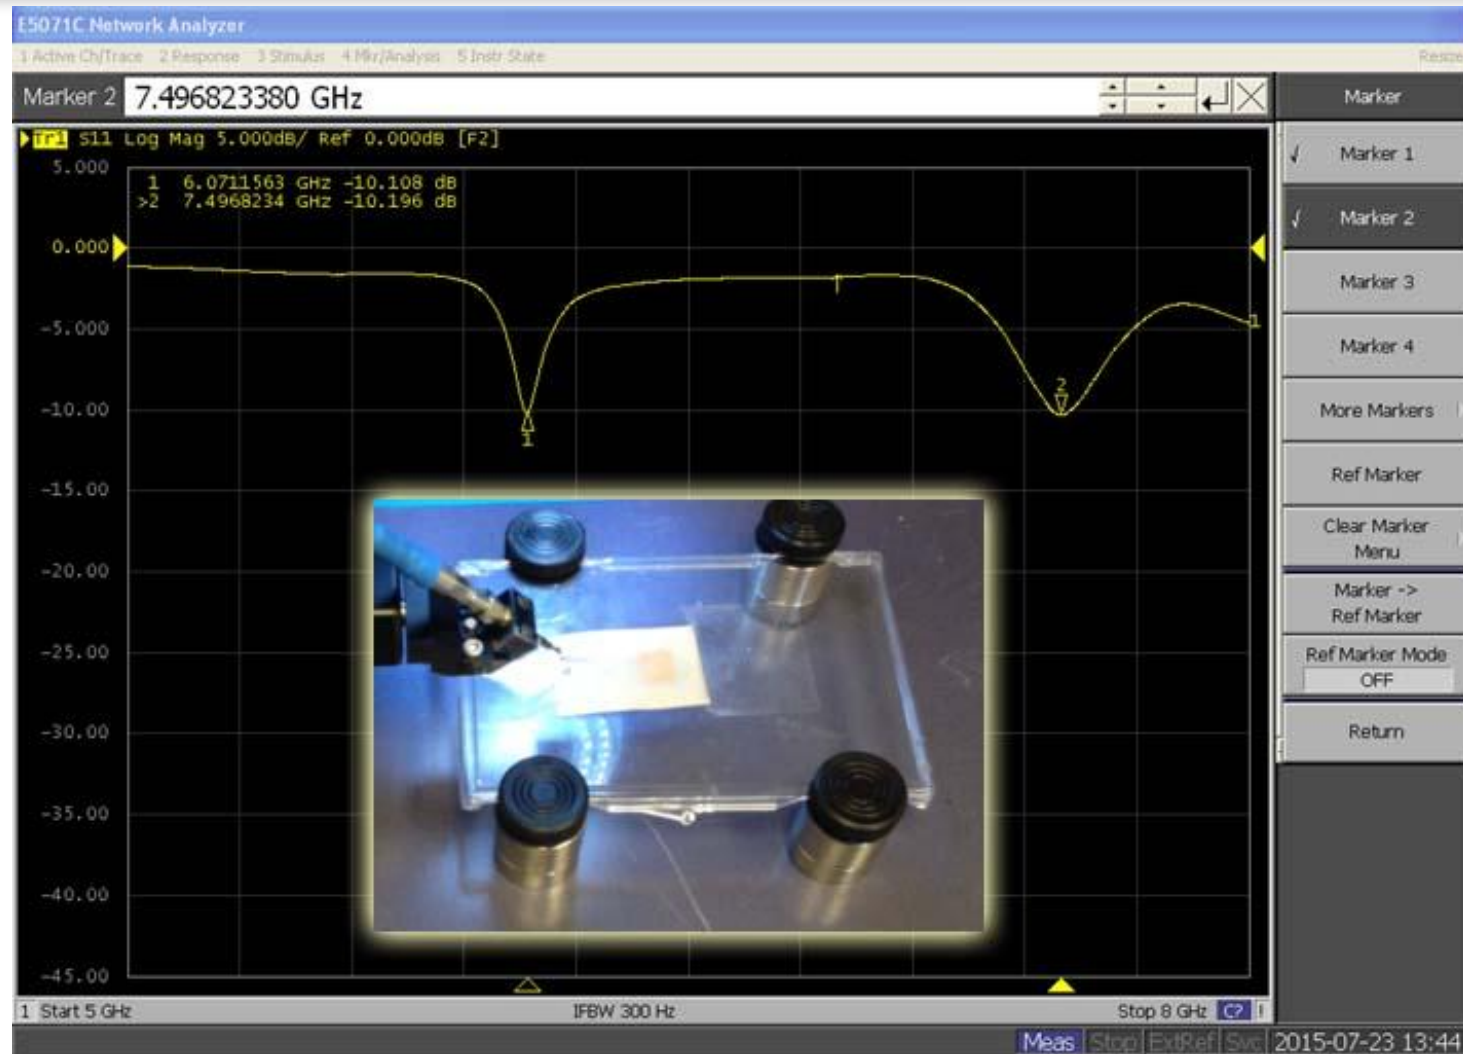 E5071C Network Analyzer
1 Active Ch/Trace 2 Response 3 Stimulus 4 Mkr/Analysis 5 Instr State
Resize
Marker 2 7.496823380 GHz
Marker
Tr1 S11 Log Mag 5.000dB/ Ref 0.000dB [F2]
5.000
1 6.0711563 GHz -10.108 dB
>2 7.4968234 GHz -10.196 dB
0.000
-5.000
-10.00
-15.00
-20.00
-25.00
-30.00
-35.00
-40.00
-45.00
1
2
1
Marker 1
Marker 2
Marker 3
Marker 4
More Markers
Ref Marker
Clear Marker
Menu
Marker ->
Ref Marker
Ref Marker Mode
OFF
Return
1 Start 5 GHz
IFBW 300 Hz
Stop 8 GHz C? !
Meas Stop ExtRef Svc 2015-07-23 13:44